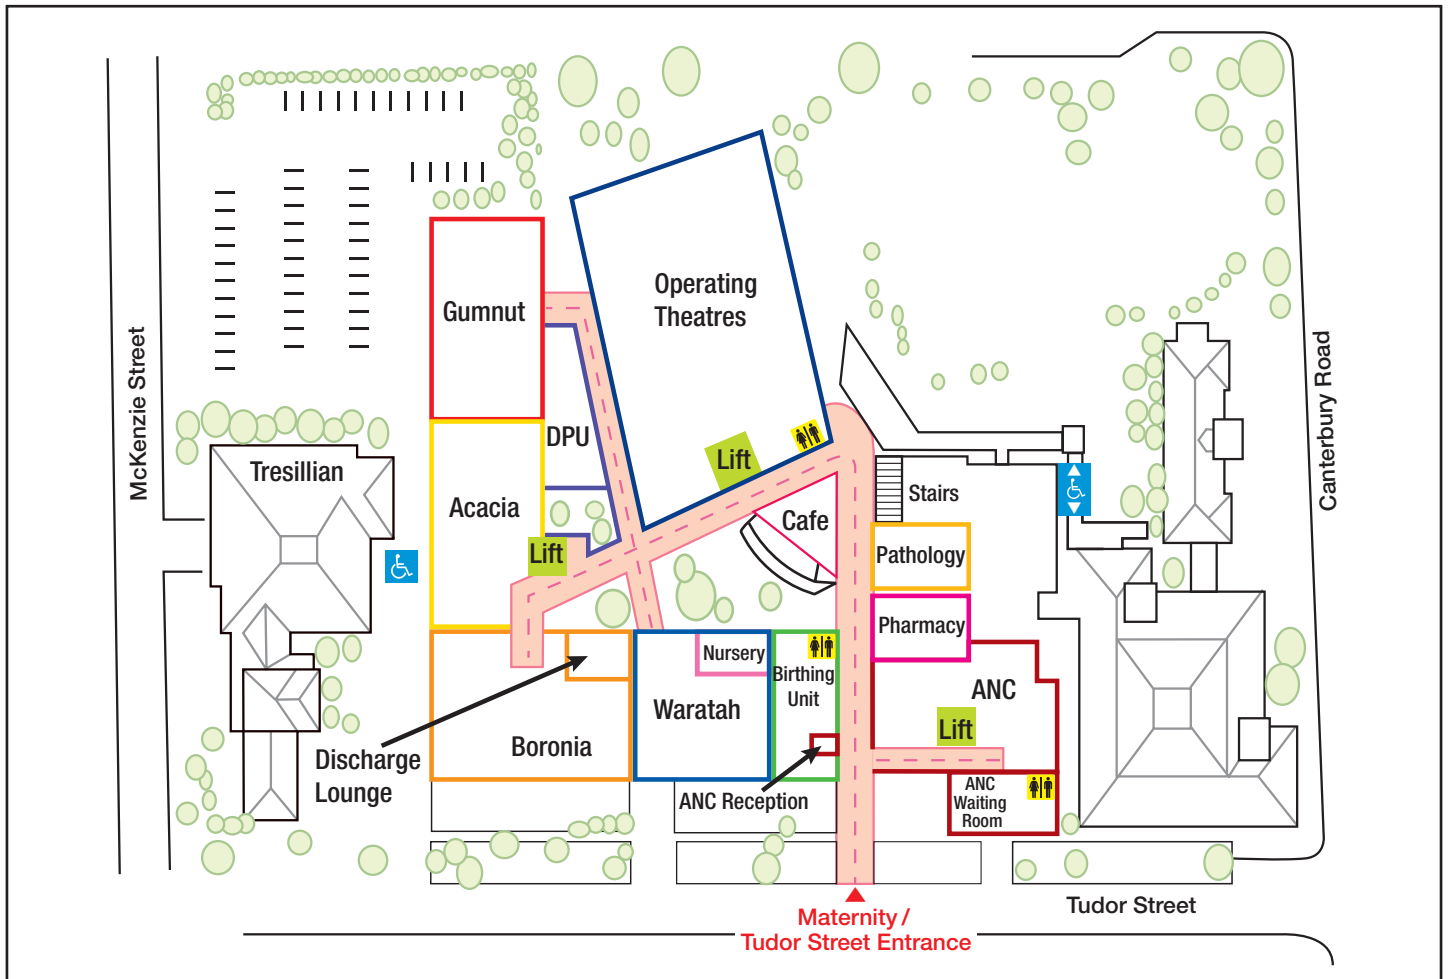 Operating
Theatres
Gumnut
McKenzie Street
Canterbury Road
DPU
Tresillian
Lift
Stairs
Acacia
Cafe
Lift
Pathology
Pharmacy
Nursery
Birthing
Unit
ANC
Waratah
Lift
Boronia
Discharge
Lounge
ANC Reception
ANC
Waiting
Room
Tudor Street
Maternity /
Tudor Street Entrance